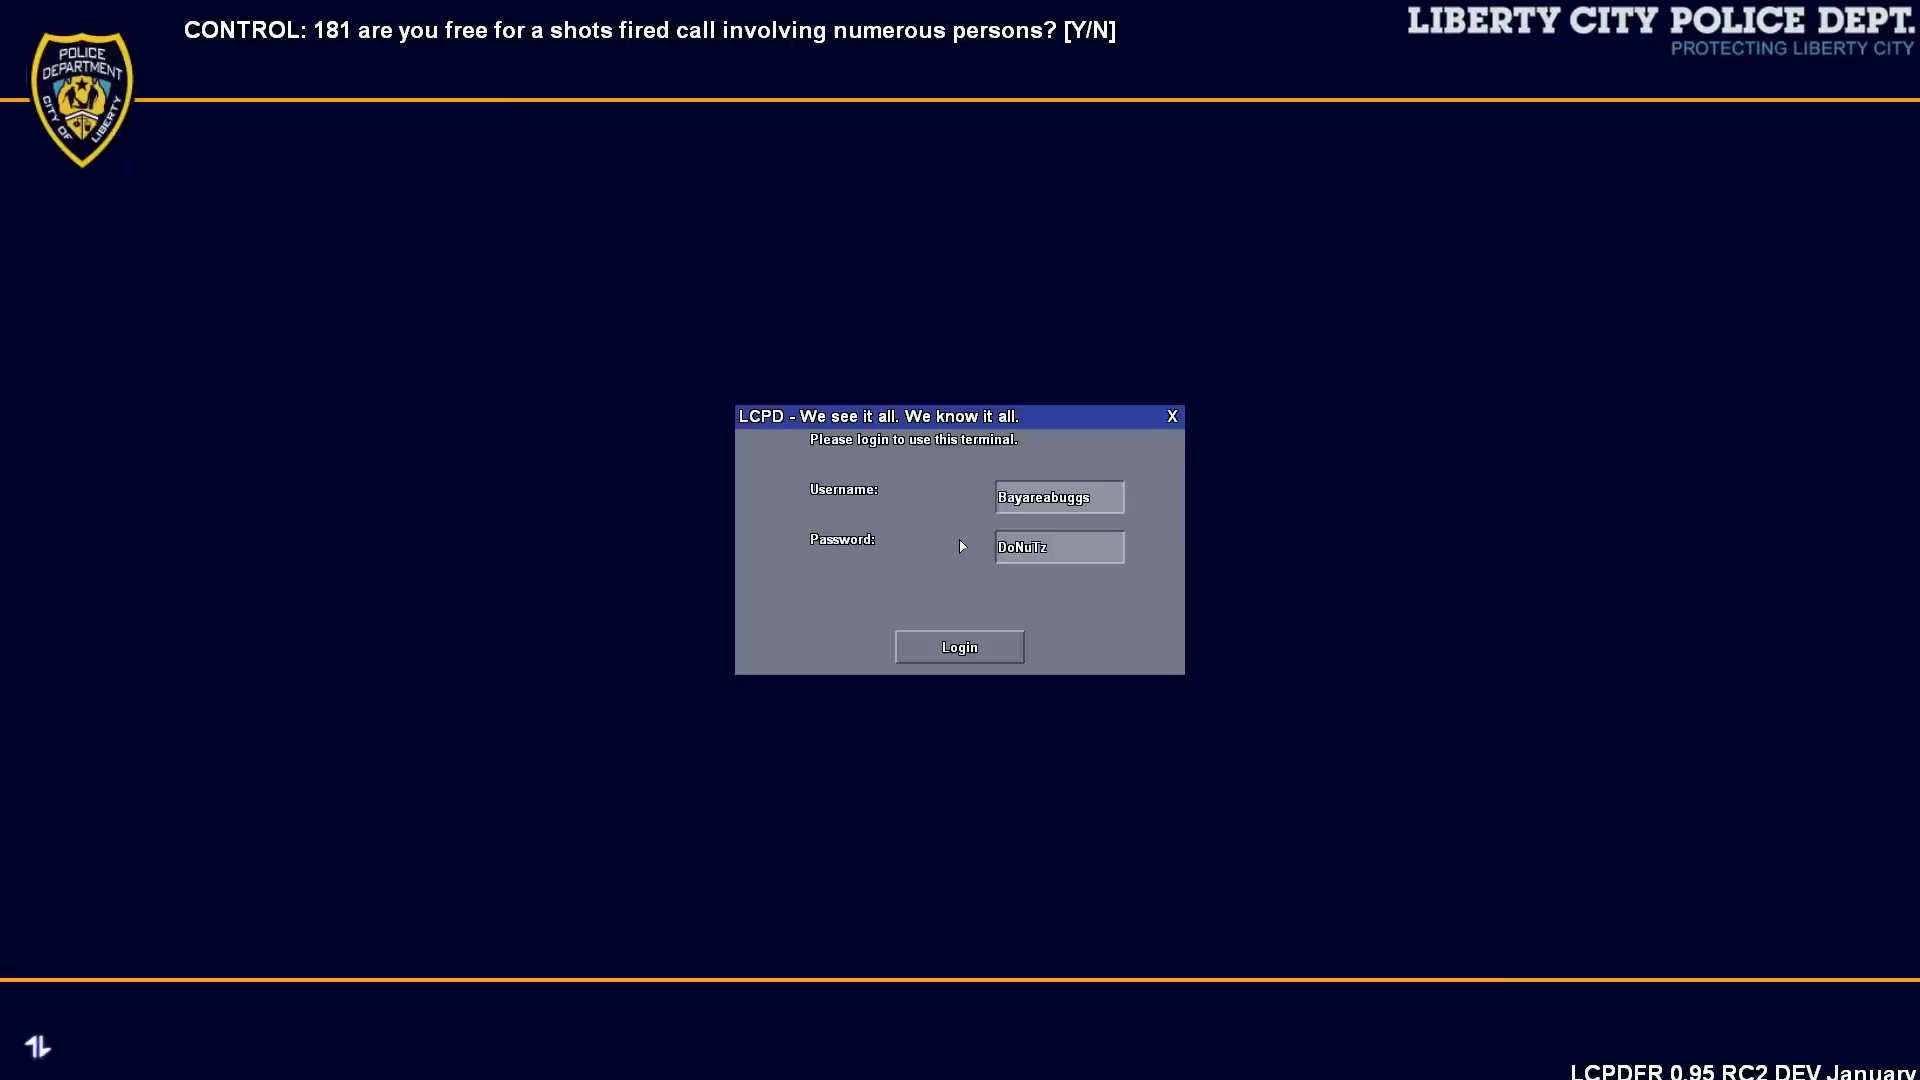 CONTROL: 181 are you free for a shots fired call involving numerous persons? [Y/N]
LIBERTY CITY POLICE DEPT.
PROTECTING LIBERTY CITY
POLICE
DEPARTMENT
CITY OF LIBERTY
LCPD - We see it all. We know it all. X
Please login to use this terminal.
Username: Bayareabuggs
Password: DoNuTz
Login
LCPDFR 0.95 RC2 DEV January